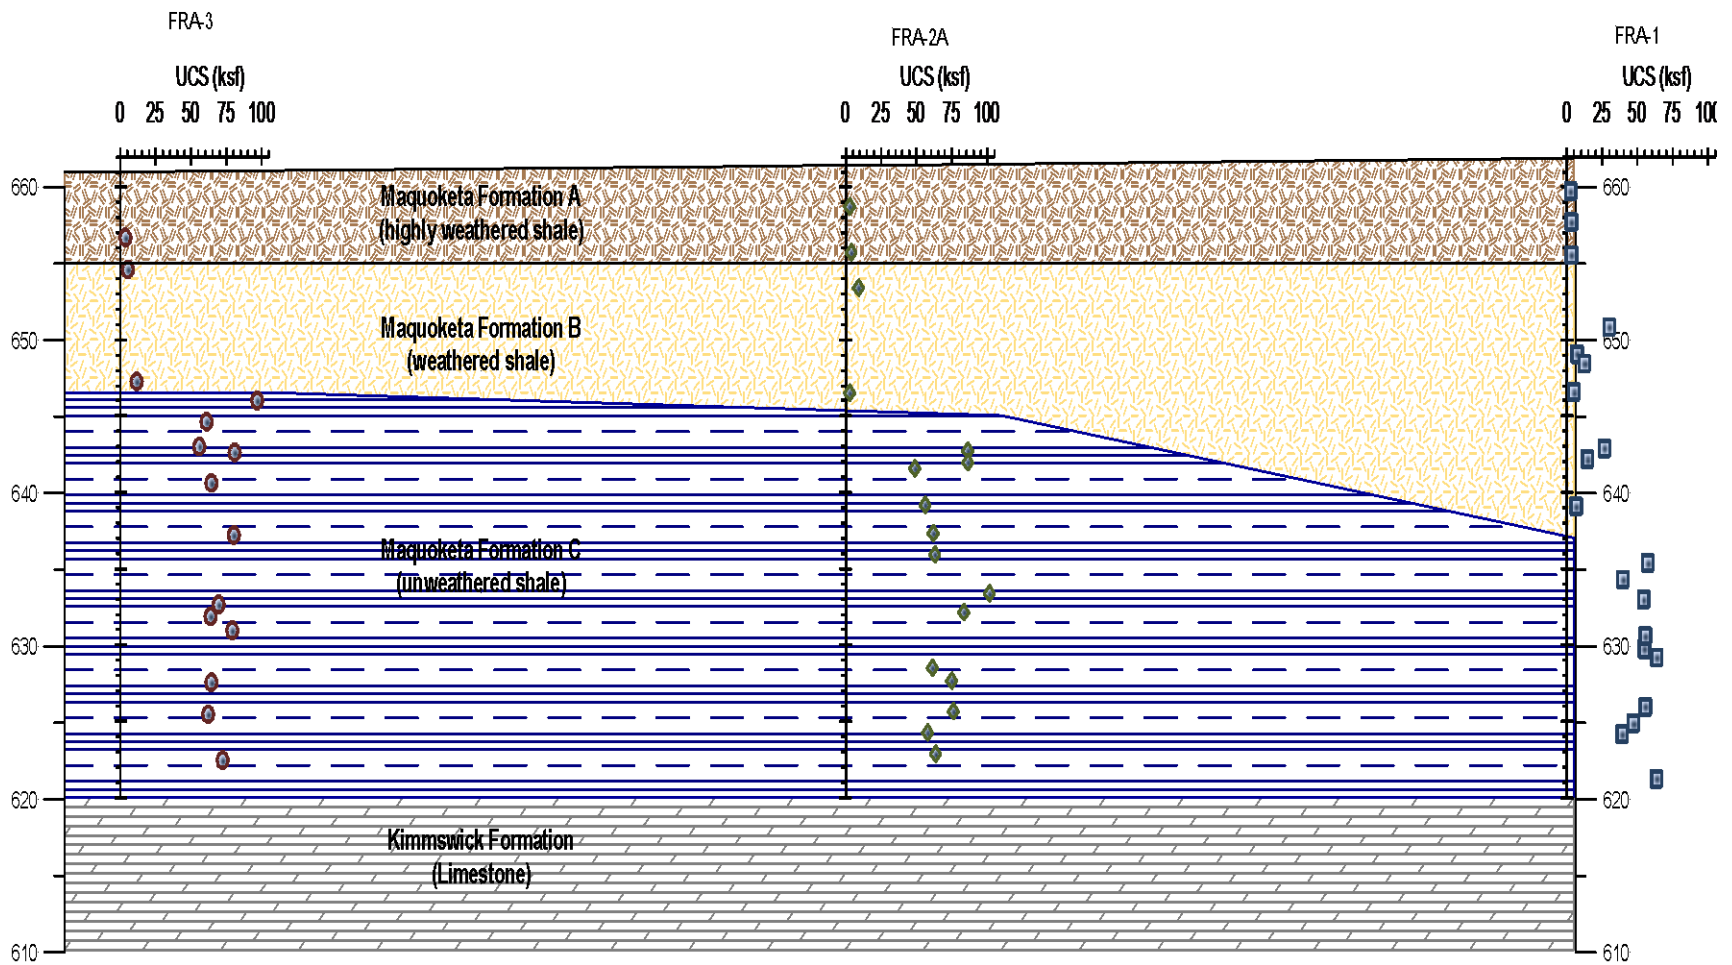 FRA-3
FRA-2A
FRA-1
UCS (ksf)
UCS (ksf)
UCS (ksf)
0 25 50 75 100
0 25 50 75 100
0 25 50 75 100
660
660
Maquoketa Formation A
(highly weathered shale)
Maquoketa Formation B
(weathered shale)
650
650
640
640
Maquoketa Formation C
(unweathered shale)
630
630
620
620
Kimmswick Formation
(Limestone)
610
610